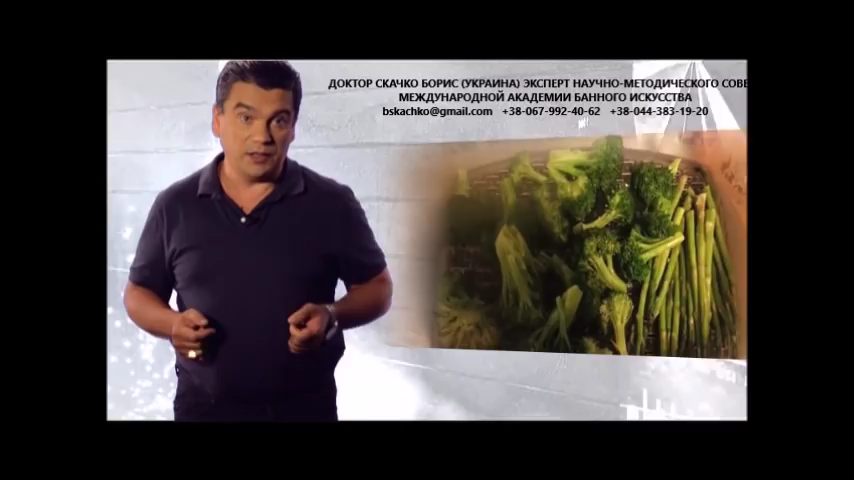 ДОКТОР СКАЧКО БОРИС (УКРАИНА) ЭКСПЕРТ НАУЧНО-МЕТОДИЧЕСКОГО СОВЕ
МЕЖДУНАРОДНОЙ АКАДЕМИИ БАННОГО ИСКУССТВА
bskachko@gmail.com +38-067-992-40-62 +38-044-383-19-20